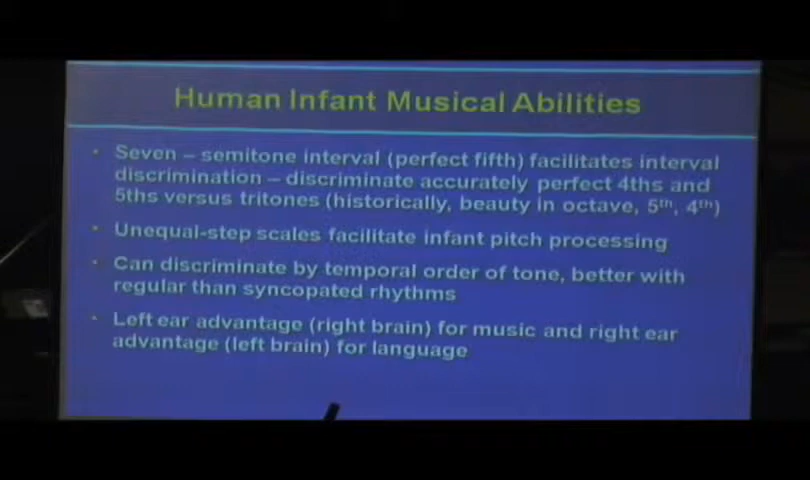 Human Infant Musical Abilities
• Seven – semitone interval (perfect fifth) facilitates interval
discrimination – discriminate accurately perfect 4ths and
5ths versus tritones (historically, beauty in octave, 5th, 4th)
• Unequal-step scales facilitate infant pitch processing
• Can discriminate by temporal order of tone, better with
regular than syncopated rhythms
• Left ear advantage (right brain) for music and right ear
advantage (left brain) for language